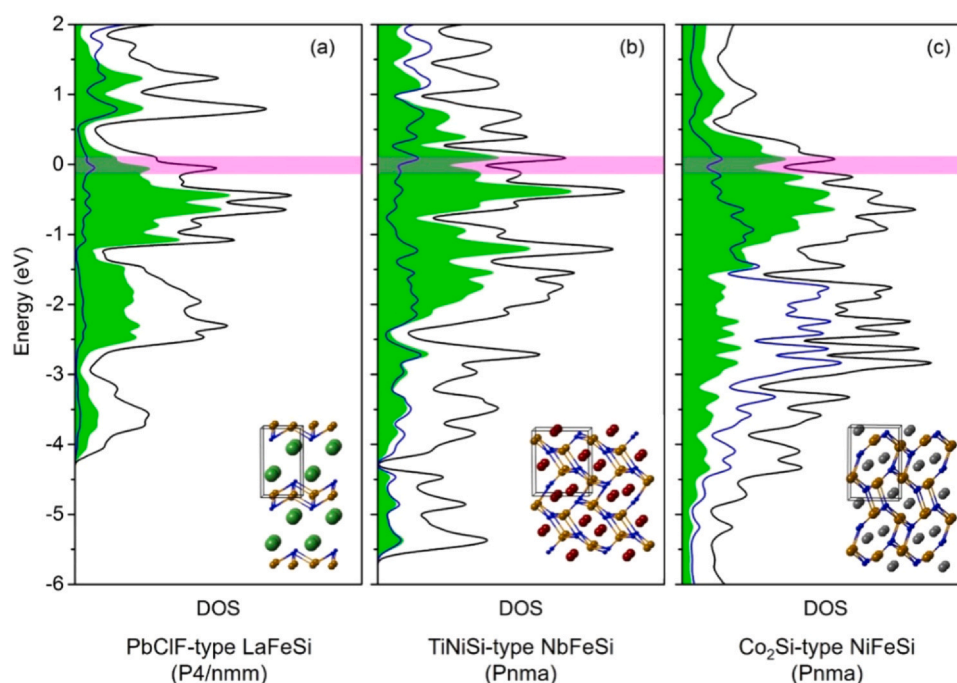 2
1
0
-1
-2
-3
-4
-5
-6
Energy (eV)
(a)
(b)
(c)
DOS
DOS
DOS
PbClF-type LaFeSi
(P4/nmm)
TiNiSi-type NbFeSi
(Pnma)
Co₂Si-type NiFeSi
(Pnma)